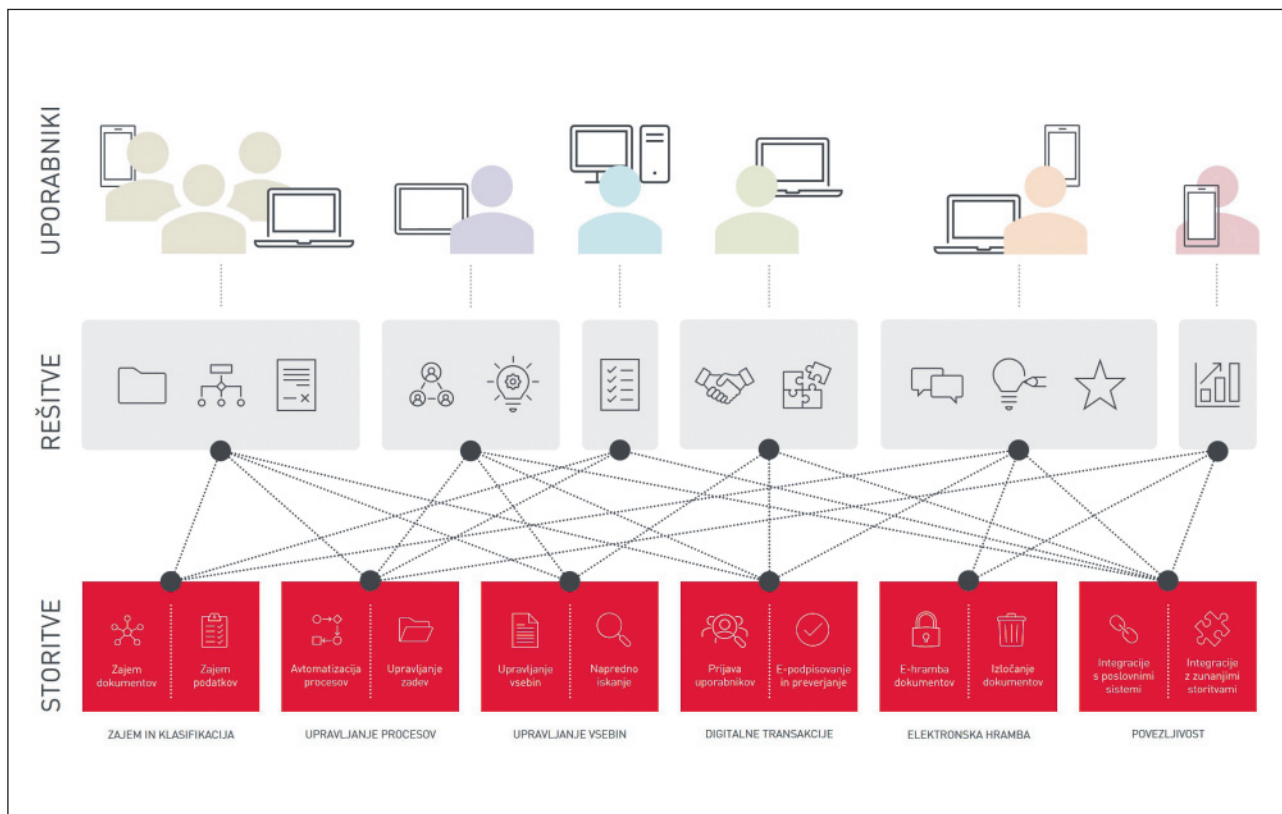 UPORABNIKI
REŠITVE
STORITVE
Zajem
dokumentov
Zajem
podatkov
Avtomatizacija
procesov
Upravljanje
zadev
Upravljanje
vsebin
Napredno
iskanje
Prijava
uporabnikov
E-podpisovanje
in preverjanje
E-hramba
dokumentov
Izločanje
dokumentov
Integracije
s poslovnimi
sistemi
Integracije
z zunanjimi
storitvami
ZAJEM IN KLASIFIKACIJA
UPRAVLJANJE PROCESOV
UPRAVLJANJE VSEBIN
DIGITALNE TRANSAKCIJE
ELEKTRONSKA HRAMBA
POVEZLJIVOST